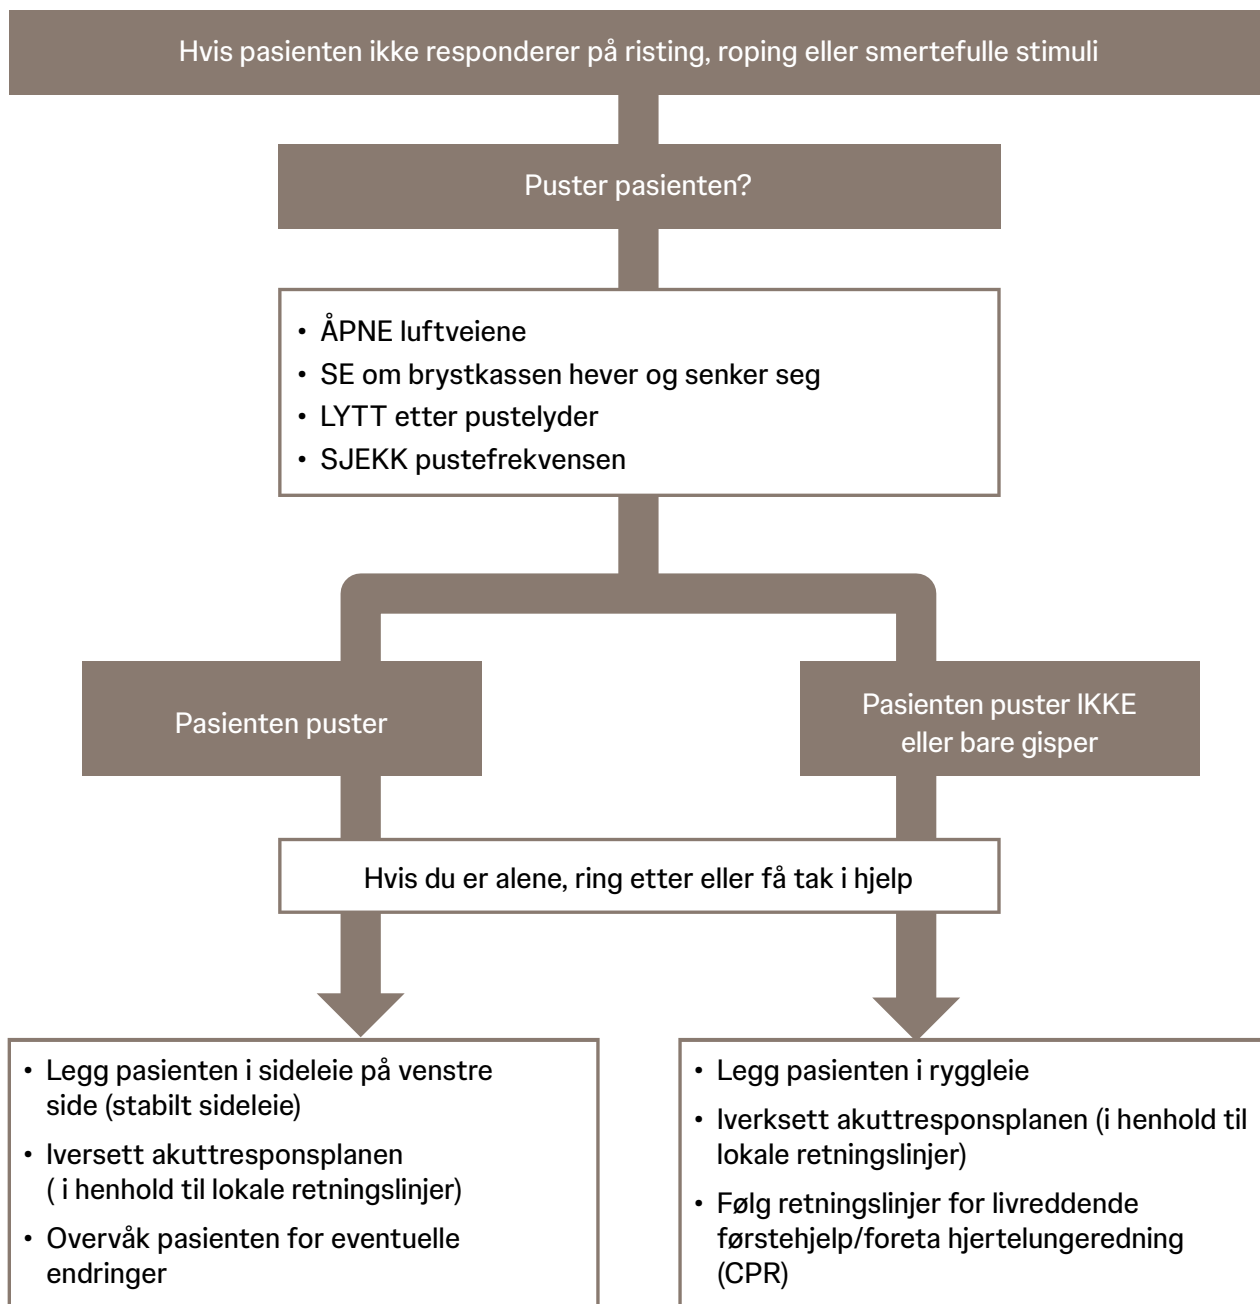 Hvis pasienten ikke responderer på risting, roping eller smertefulle stimuli
Puster pasienten?
• ÅPNE luftveiene
• SE om brystkassen hever og senker seg
• LYTT etter pustelyder
• SJEKK pustefrekvensen
Pasienten puster
Pasienten puster IKKE
eller bare gisper
Hvis du er alene, ring etter eller få tak i hjelp
• Legg pasienten i sideleie på venstre
side (stabilt sideleie)
• Iversett akuttresponsplanen
( i henhold til lokale retningslinjer)
• Overvåk pasienten for eventuelle
endringer
• Legg pasienten i ryggleie
• Iverksett akuttresponsplanen (i henhold til
lokale retningslinjer)
• Følg retningslinjer for livreddende
førstehjelp/foreta hjertelungeredning
(CPR)